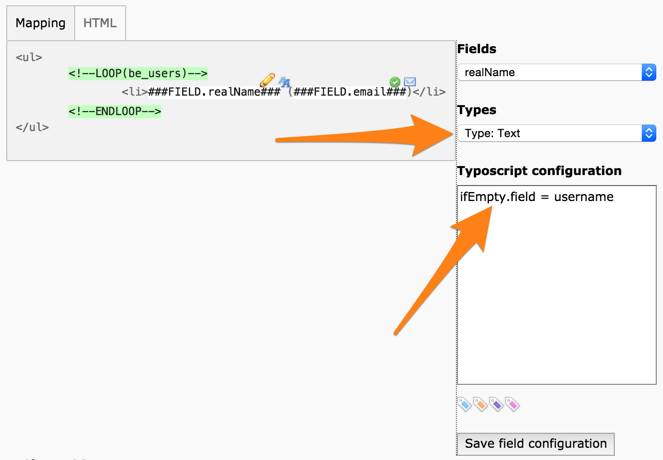 Mapping
HTML
<ul>
<!--LOOP(be_users)-->
<li>###FIELD.realName### (###FIELD.email###)</li>
<!--ENDLOOP-->
</ul>
Fields
realName
Types
Type: Text
Typoscript configuration
ifEmpty.field = username
Save field configuration